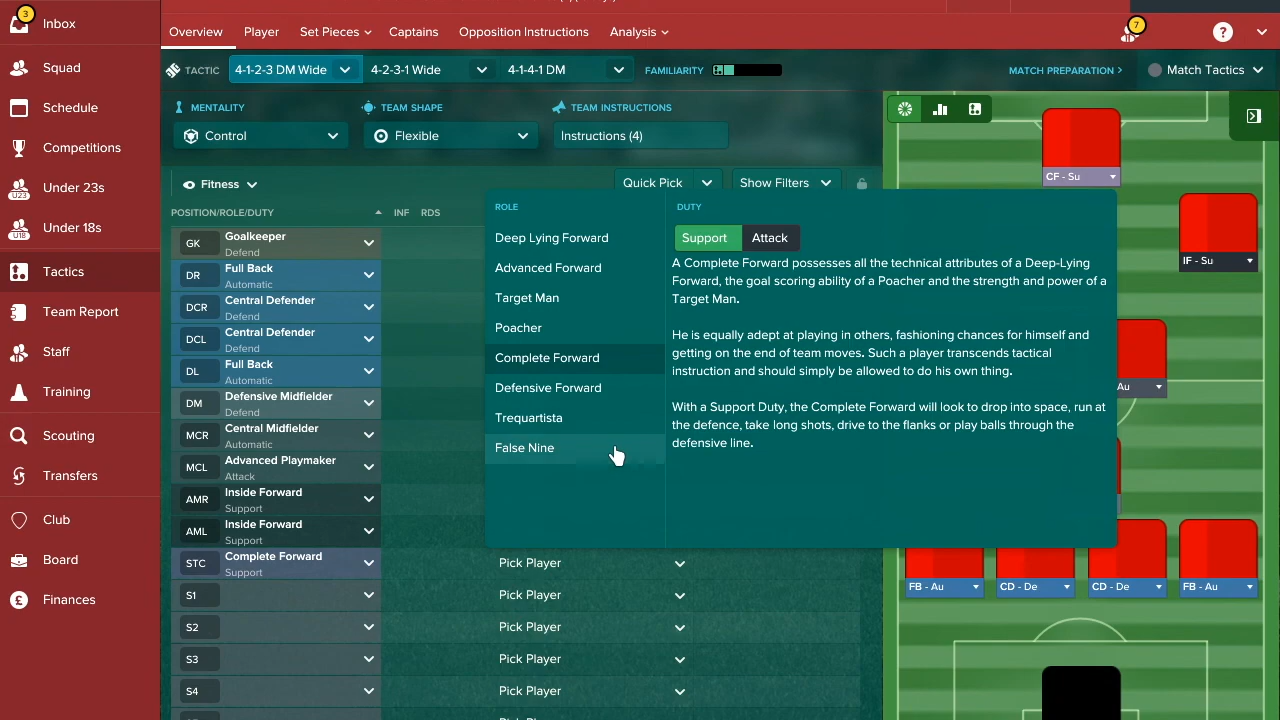 3
Inbox
Squad
Schedule
Competitions
U23
Under 23s
U18
Under 18s
Tactics
Team Report
Staff
Training
Scouting
Transfers
Club
Board
£ Finances
Overview Player Set Pieces Captains Opposition Instructions Analysis
7
?
TACTIC 4-1-2-3 DM Wide 4-2-3-1 Wide 4-1-4-1 DM FAMILIARITY MATCH PREPARATION > Match Tactics
MENTALITY TEAM SHAPE TEAM INSTRUCTIONS
Control Flexible Instructions (4)
Fitness Quick Pick Show Filters
POSITION/ROLE/DUTY INF RDS
GK Goalkeeper
Defend
DR Full Back
Automatic
DCR Central Defender
Defend
DCL Central Defender
Defend
DL Full Back
Automatic
DM Defensive Midfielder
Defend
MCR Central Midfielder
Automatic
MCL Advanced Playmaker
Attack
AMR Inside Forward
Support
AML Inside Forward
Support
STC Complete Forward
Support
Pick Player
S1 Pick Player
S2 Pick Player
S3 Pick Player
S4 Pick Player
ROLE
Deep Lying Forward
Advanced Forward
Target Man
Poacher
Complete Forward
Defensive Forward
Trequartista
False Nine
DUTY
Support Attack
A Complete Forward possesses all the technical attributes of a Deep-Lying
Forward, the goal scoring ability of a Poacher and the strength and power of a
Target Man.
He is equally adept at playing in others, fashioning chances for himself and
getting on the end of team moves. Such a player transcends tactical
instruction and should simply be allowed to do his own thing.
With a Support Duty, the Complete Forward will look to drop into space, run at
the defence, take long shots, drive to the flanks or play balls through the
defensive line.
CF - Su
IF - Su
Au
FB - Au CD - De CD - De FB - Au